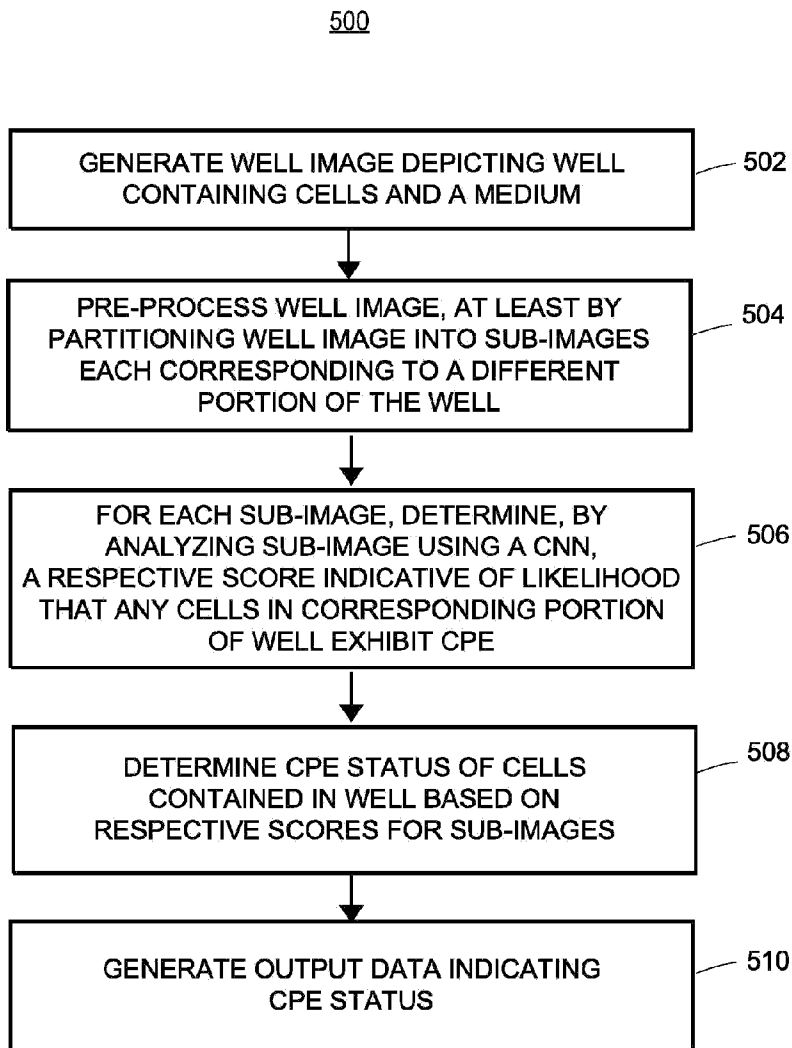 500
GENERATE WELL IMAGE DEPICTING WELL
CONTAINING CELLS AND A MEDIUM
502
PRE-PROCESS WELL IMAGE, AT LEAST BY
PARTITIONING WELL IMAGE INTO SUB-IMAGES
EACH CORRESPONDING TO A DIFFERENT
PORTION OF THE WELL
504
FOR EACH SUB-IMAGE, DETERMINE, BY
ANALYZING SUB-IMAGE USING A CNN,
A RESPECTIVE SCORE INDICATIVE OF LIKELIHOOD
THAT ANY CELLS IN CORRESPONDING PORTION
OF WELL EXHIBIT CPE
506
DETERMINE CPE STATUS OF CELLS
CONTAINED IN WELL BASED ON
RESPECTIVE SCORES FOR SUB-IMAGES
508
GENERATE OUTPUT DATA INDICATING
CPE STATUS
510